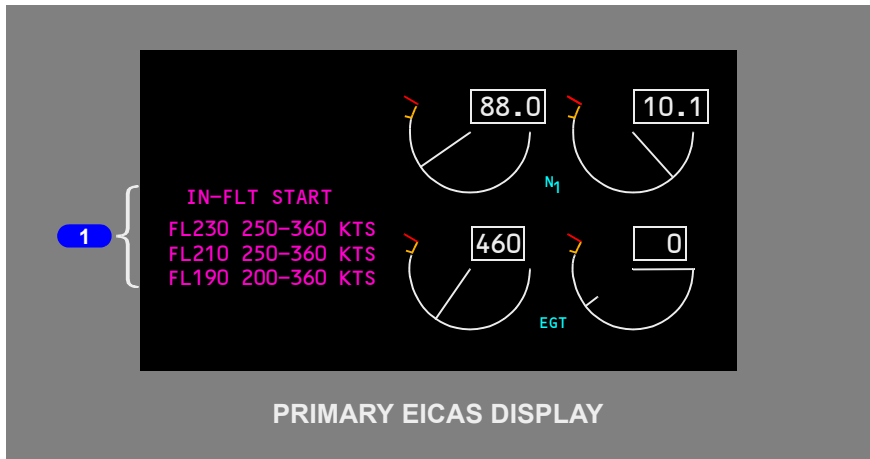 88.0 10.1
N1
IN-FLT START
FL230 250-360 KTS
FL210 250-360 KTS
FL190 200-360 KTS
1
460 0
EGT
PRIMARY EICAS DISPLAY